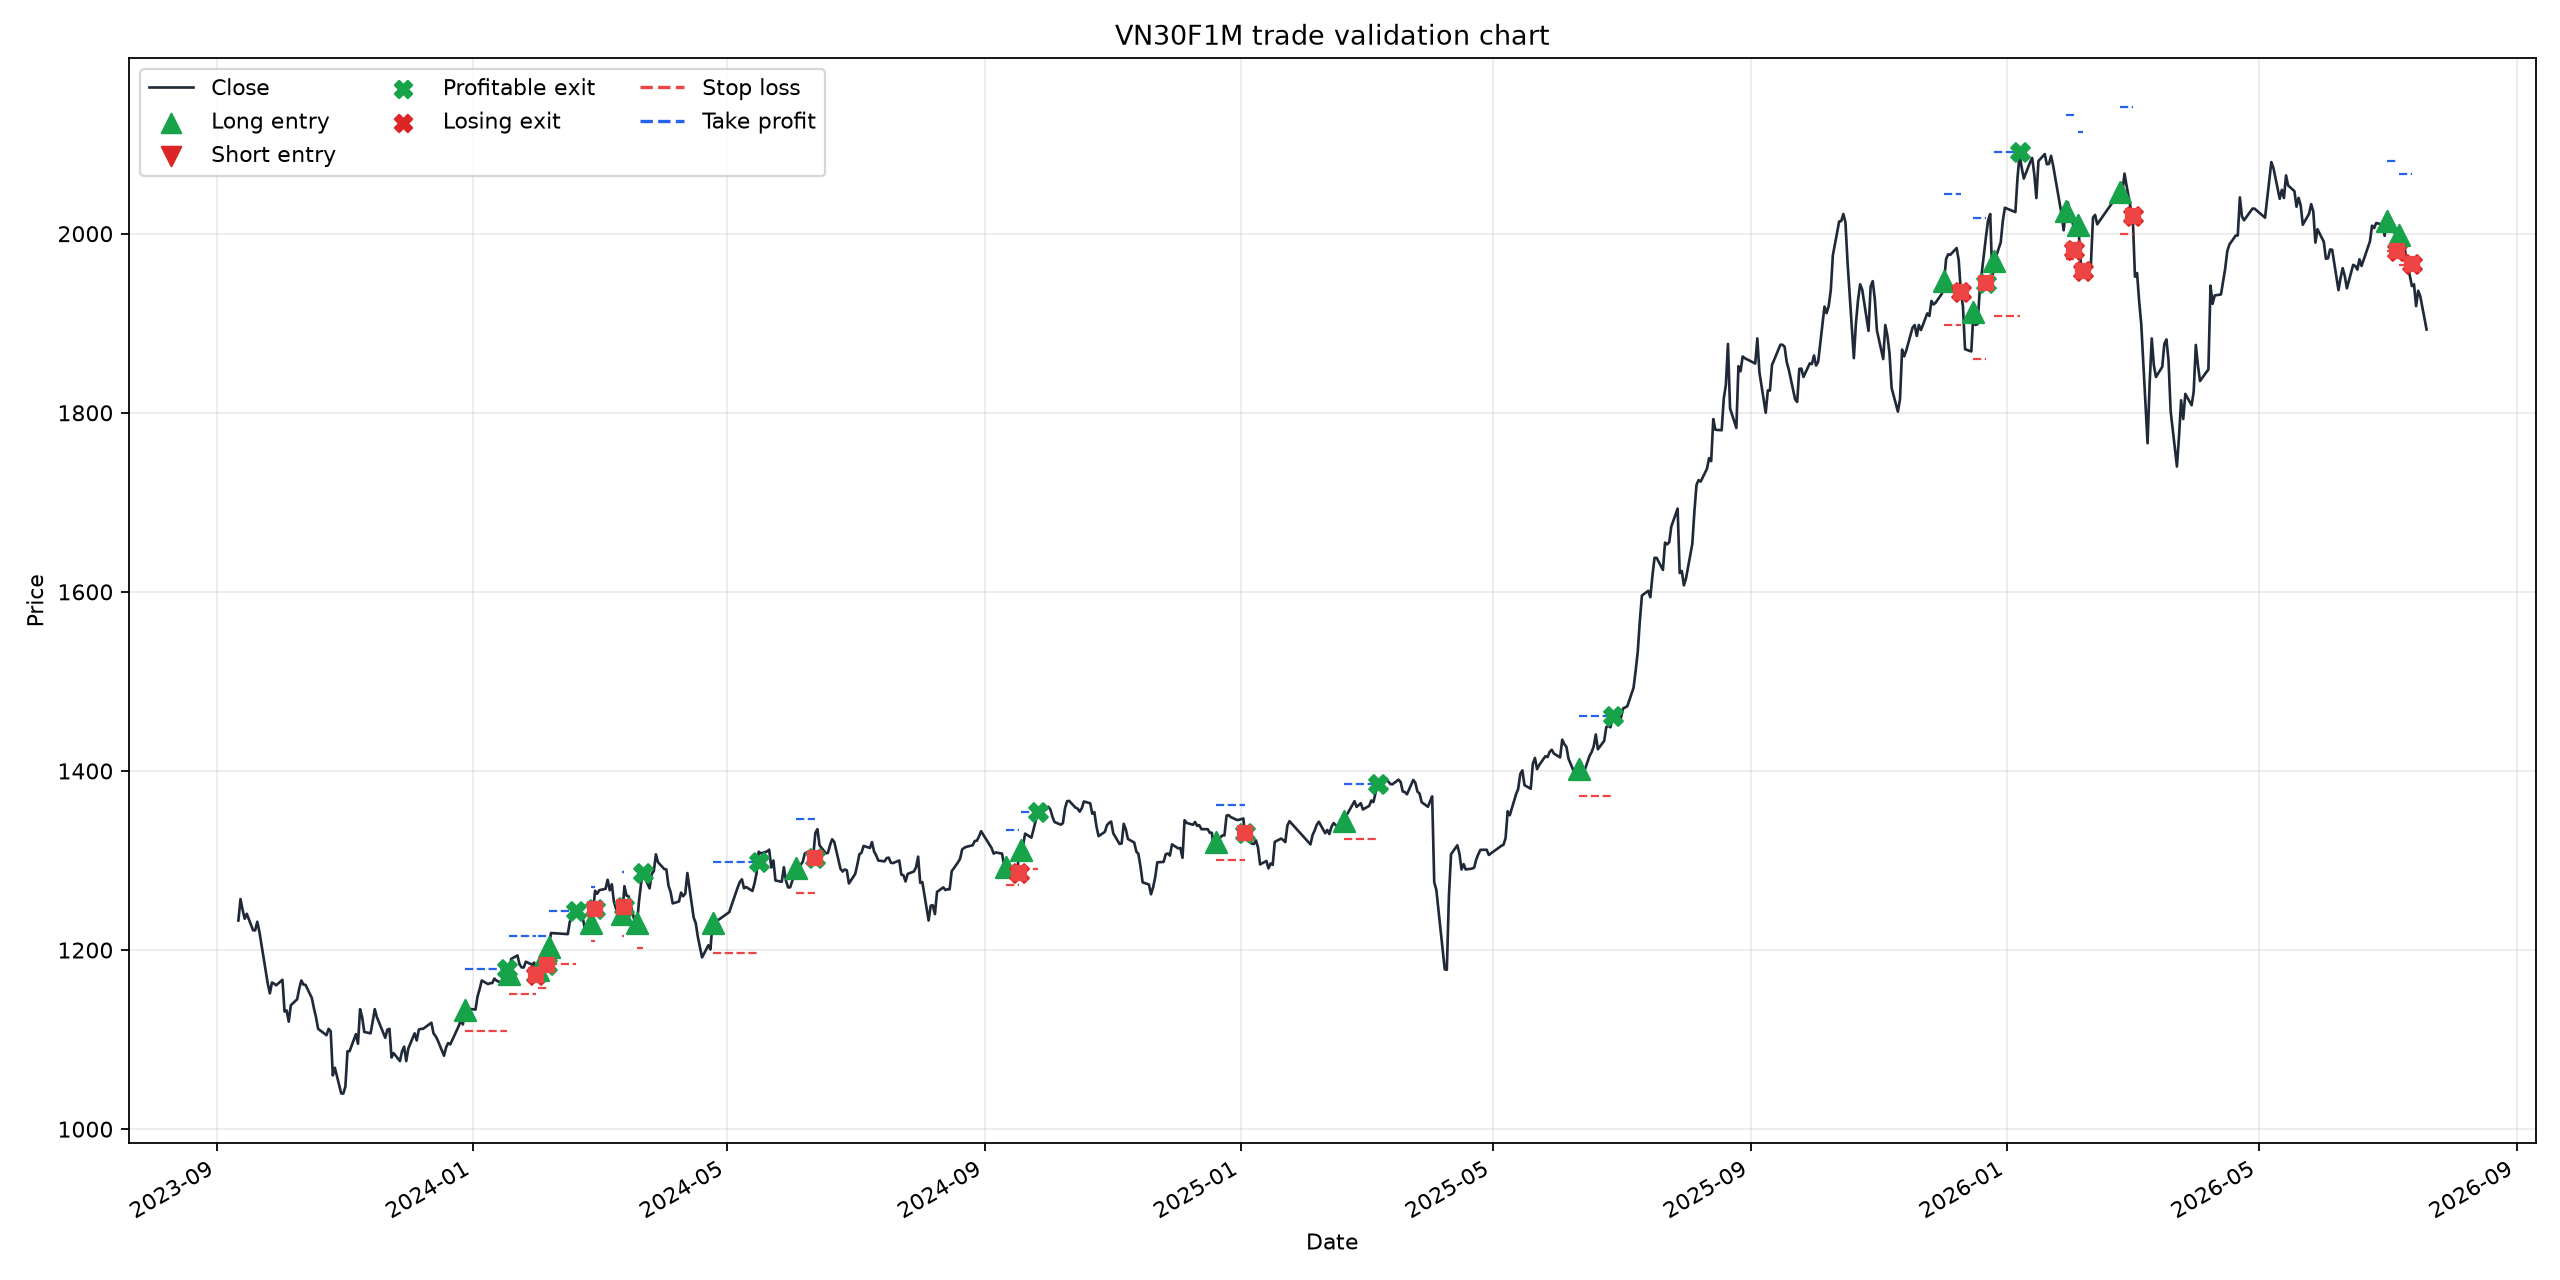 VN30F1M trade validation chart
Close
Long entry
Short entry
Profitable exit
Losing exit
Stop loss
Take profit
Price
2000
1800
1600
1400
1200
1000
2023-09
2024-01
2024-05
2024-09
2025-01
2025-05
2025-09
2026-01
2026-05
2026-09
Date